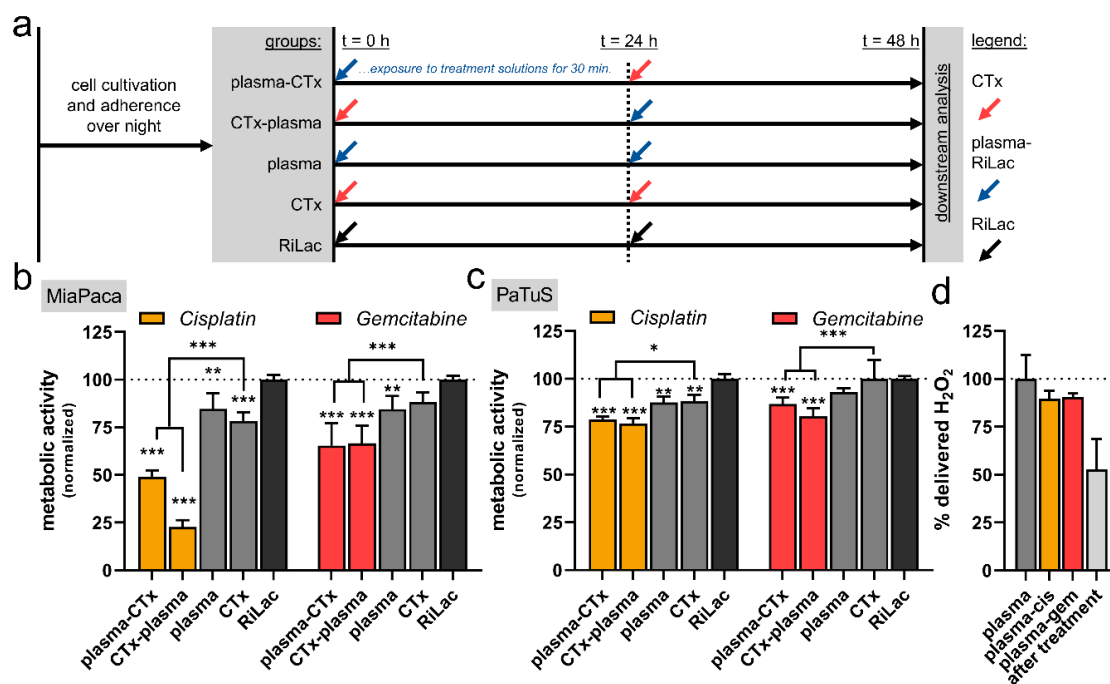 a
groups:
t = 0 h
t = 24 h
t = 48 h
legend:
cell cultivation
and adherence
over night
plasma-CTx
...exposure to treatment solutions for 30 min.
CTx-plasma
plasma
CTx
RiLac
downstream analysis
CTx
plasma-
RiLac
RiLac
b
MiaPaca
Cisplatin
Gemcitabine
metabolic activity
(normalized)
125
100
75
50
25
0
***
***
**
***
***
***
***
***
**
plasma-CTx
CTx-plasma
plasma
CTx
RiLac
plasma-CTx
CTx-plasma
plasma
CTx
RiLac
c
PaTuS
Cisplatin
Gemcitabine
metabolic activity
(normalized)
125
100
75
50
25
0
*
***
***
**
**
***
***
***
plasma-CTx
CTx-plasma
plasma
CTx
RiLac
plasma-CTx
CTx-plasma
plasma
CTx
RiLac
d
% delivered H2O2
125
100
75
50
25
0
plasma
plasma-cis
plasma-gem
after treatment